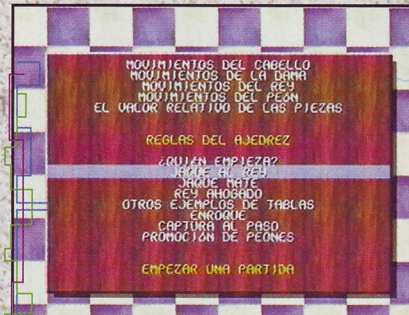 MOVIMIENTOS DEL CABELLO
MOVIMIENTOS DE LA DAMA
MOVIMIENTOS DEL REY
MOVIMIENTOS DEL PEÓN
EL VALOR RELATIVO DE LAS PIEZAS
REGLAS DEL AJEDREZ
¿QUIÉN EMPIEZA?
JAQUE AL REY
JAQUE MATE
REY AHOGADO
OTROS EJEMPLOS DE TABLAS
ENROQUE
CAPTURA AL PASO
PROMOCIÓN DE PEONES
EMPEZAR UNA PARTIDA